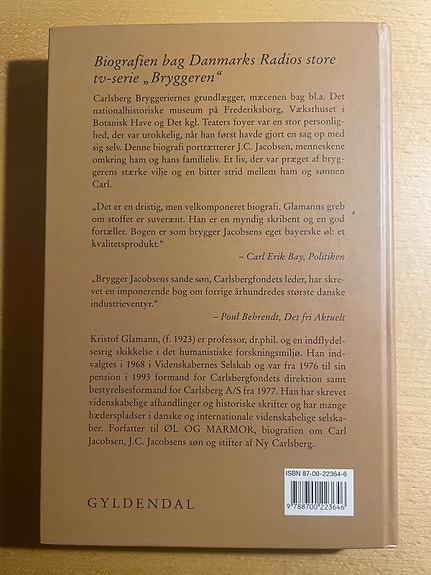 Biografien bag Danmarks Radios store
tv-serie „Bryggeren“
Carlsberg Bryggeriernes grundlægger, mæcenen bag bl.a. Det
nationalhistoriske museum på Frederiksborg, Væksthuset i
Botanisk Have og Det kgl. Teaters foyer var en stor personlig-
hed, der var urokkelig, når han først havde gjort en sag op med
sig selv. Denne biografi portrætterer J.C. Jacobsen, menneskene
omkring ham og hans familieliv. Et liv, der var præget af bryg-
gerens stærke vilje og en bitter strid mellem ham og sønnen
Carl.
„Det er en dristig, men velkomponeret biografi. Glamanns greb
om stoffet er suverænt. Han er en myndig skribent og en god
fortæller. Bogen er som brygger Jacobsens eget bayerske øl: et
kvalitetsprodukt.“
– Carl Erik Bay, Politiken
„Brygger Jacobsens sande søn, Carlsbergfondets leder, har skre-
vet en imponerende bog om forrige århundredes største danske
industrieventyr.“
– Poul Behrendt, Det fri Aktuelt
Kristof Glamann, (f. 1923) er professor, dr.phil. og en indflydel-
sesrig skikkelse i det humanistiske forskningsmiljø. Han ind-
valgtes i 1968 i Videnskabernes Selskab og var fra 1976 til sin
pension i 1993 formand for Carlsbergfondets direktion samt
bestyrelsesformand for Carlsberg A/S fra 1977. Han har skrevet
videnskabelige afhandlinger og historiske skrifter og har mange
hæderspladser i danske og internationale videnskabelige selska-
ber. Forfatter til ØL OG MARMOR, biografien om Carl
Jacobsen, J.C. Jacobsens søn og stifter af Ny Carlsberg.
ISBN 87-00-22364-6
9 788700 223646
GYLDENDAL